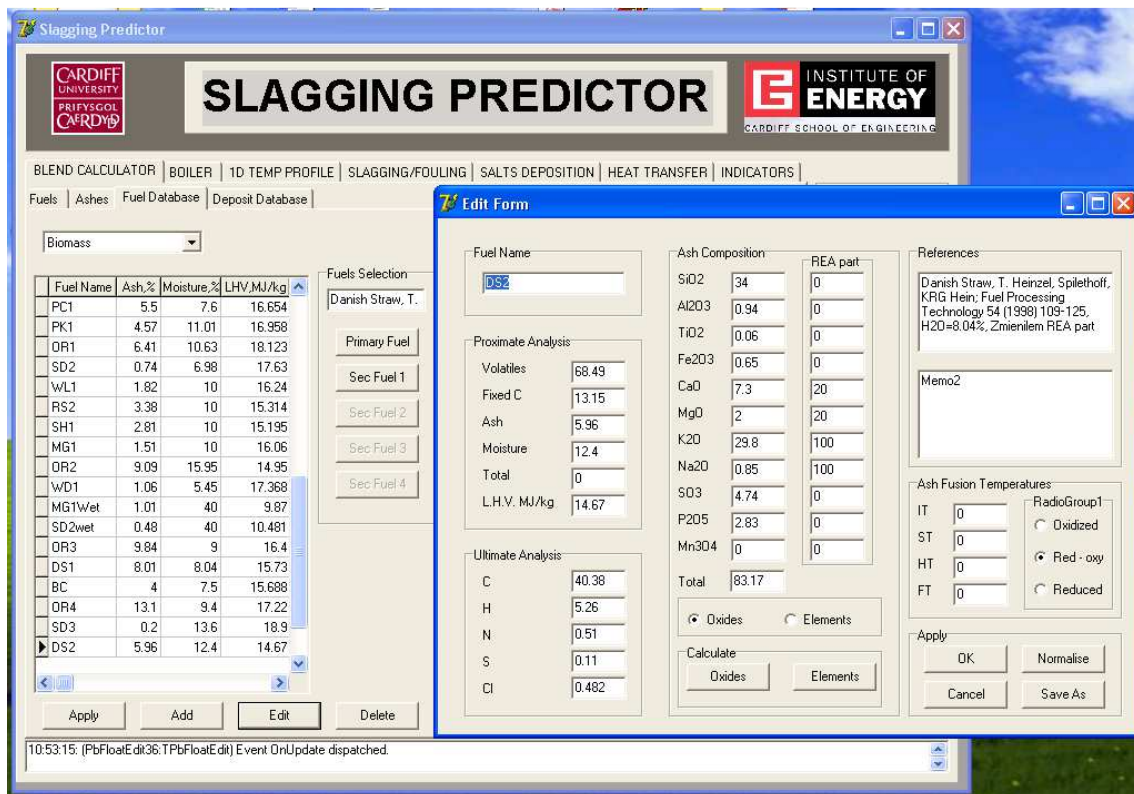 Slagging Predictor
CARDIFF
UNIVERSITY
PRIFYSGOL
CAERDYDD
SLAGGING PREDICTOR
INSTITUTE OF
ENERGY
CARDIFF SCHOOL OF ENGINEERING
BLEND CALCULATOR BOILER 1D TEMP PROFILE SLAGGING/FOULING SALTS DEPOSITION HEAT TRANSFER INDICATORS
Fuels Ashes Fuel Database Deposit Database
Biomass
Fuel Name Ash,% Moisture,% LHV,MJ/kg
PC1 5.5 7.6 16.654
PK1 4.57 11.01 16.958
OR1 6.41 10.63 18.123
SD2 0.74 6.98 17.63
WL1 1.82 10 16.24
RS2 3.38 10 15.314
SH1 2.81 10 15.195
MG1 1.51 10 16.06
OR2 9.09 15.95 14.95
WD1 1.06 5.45 17.368
MG1Wet 1.01 40 9.87
SD2wet 0.48 40 10.481
OR3 9.84 9 16.4
DS1 8.01 8.04 15.73
BC 4 7.5 15.688
OR4 13.1 9.4 17.22
SD3 0.2 13.6 18.9
DS2 5.96 12.4 14.67
Fuels Selection
Danish Straw, T.
Primary Fuel
Sec Fuel 1
Sec Fuel 2
Sec Fuel 3
Sec Fuel 4
Apply Add Edit Delete
10:53:15: (PbFloatEdit36:TPbFloatEdit) Event OnUpdate dispatched.
Edit Form
Fuel Name
DS2
Proximate Analysis
Volatiles 68.49
Fixed C 13.15
Ash 5.96
Moisture 12.4
Total 0
L.H.V. MJ/kg 14.67
Ultimate Analysis
C 40.38
H 5.26
N 0.51
S 0.11
Cl 0.482
Ash Composition REA part
SiO2 34 0
Al2O3 0.94 0
TiO2 0.06 0
Fe2O3 0.65 0
CaO 7.3 20
MgO 2 20
K2O 29.8 100
Na2O 0.85 100
SO3 4.74 0
P2O5 2.83 0
Mn3O4 0 0
Total 83.17
Oxides Elements
Calculate
Oxides Elements
References
Danish Straw, T. Heinzel, Spilethoff,
KRG Hein; Fuel Processing
Technology 54 (1998) 109-125,
H2O=8.04%, Zmienilem REA part
Memo2
Ash Fusion Temperatures
IT 0
ST 0
HT 0
FT 0
RadioGroup1
Oxidized
Red - oxy
Reduced
Apply
OK Normalise
Cancel Save As